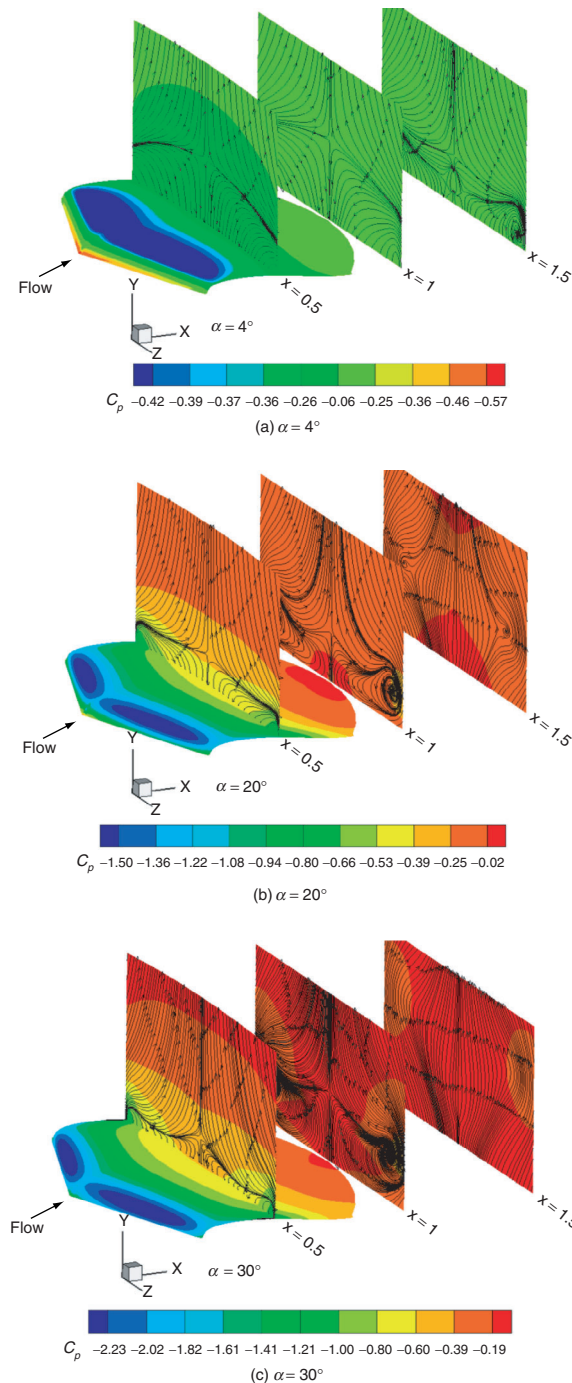 Flow
x = 0.5
x = 1
x = 1.5
Y
X
Z
α = 4°
Cp −0.42 −0.39 −0.37 −0.36 −0.26 −0.06 −0.25 −0.36 −0.46 −0.57
(a) α = 4°
Flow
x = 0.5
x = 1
x = 1.5
Y
X
Z
α = 20°
Cp −1.50 −1.36 −1.22 −1.08 −0.94 −0.80 −0.66 −0.53 −0.39 −0.25 −0.02
(b) α = 20°
Flow
x = 0.5
x = 1
Y
X
Z
α = 30°
Cp −2.23 −2.02 −1.82 −1.61 −1.41 −1.21 −1.00 −0.80 −0.60 −0.39 −0.19
(c) α = 30°